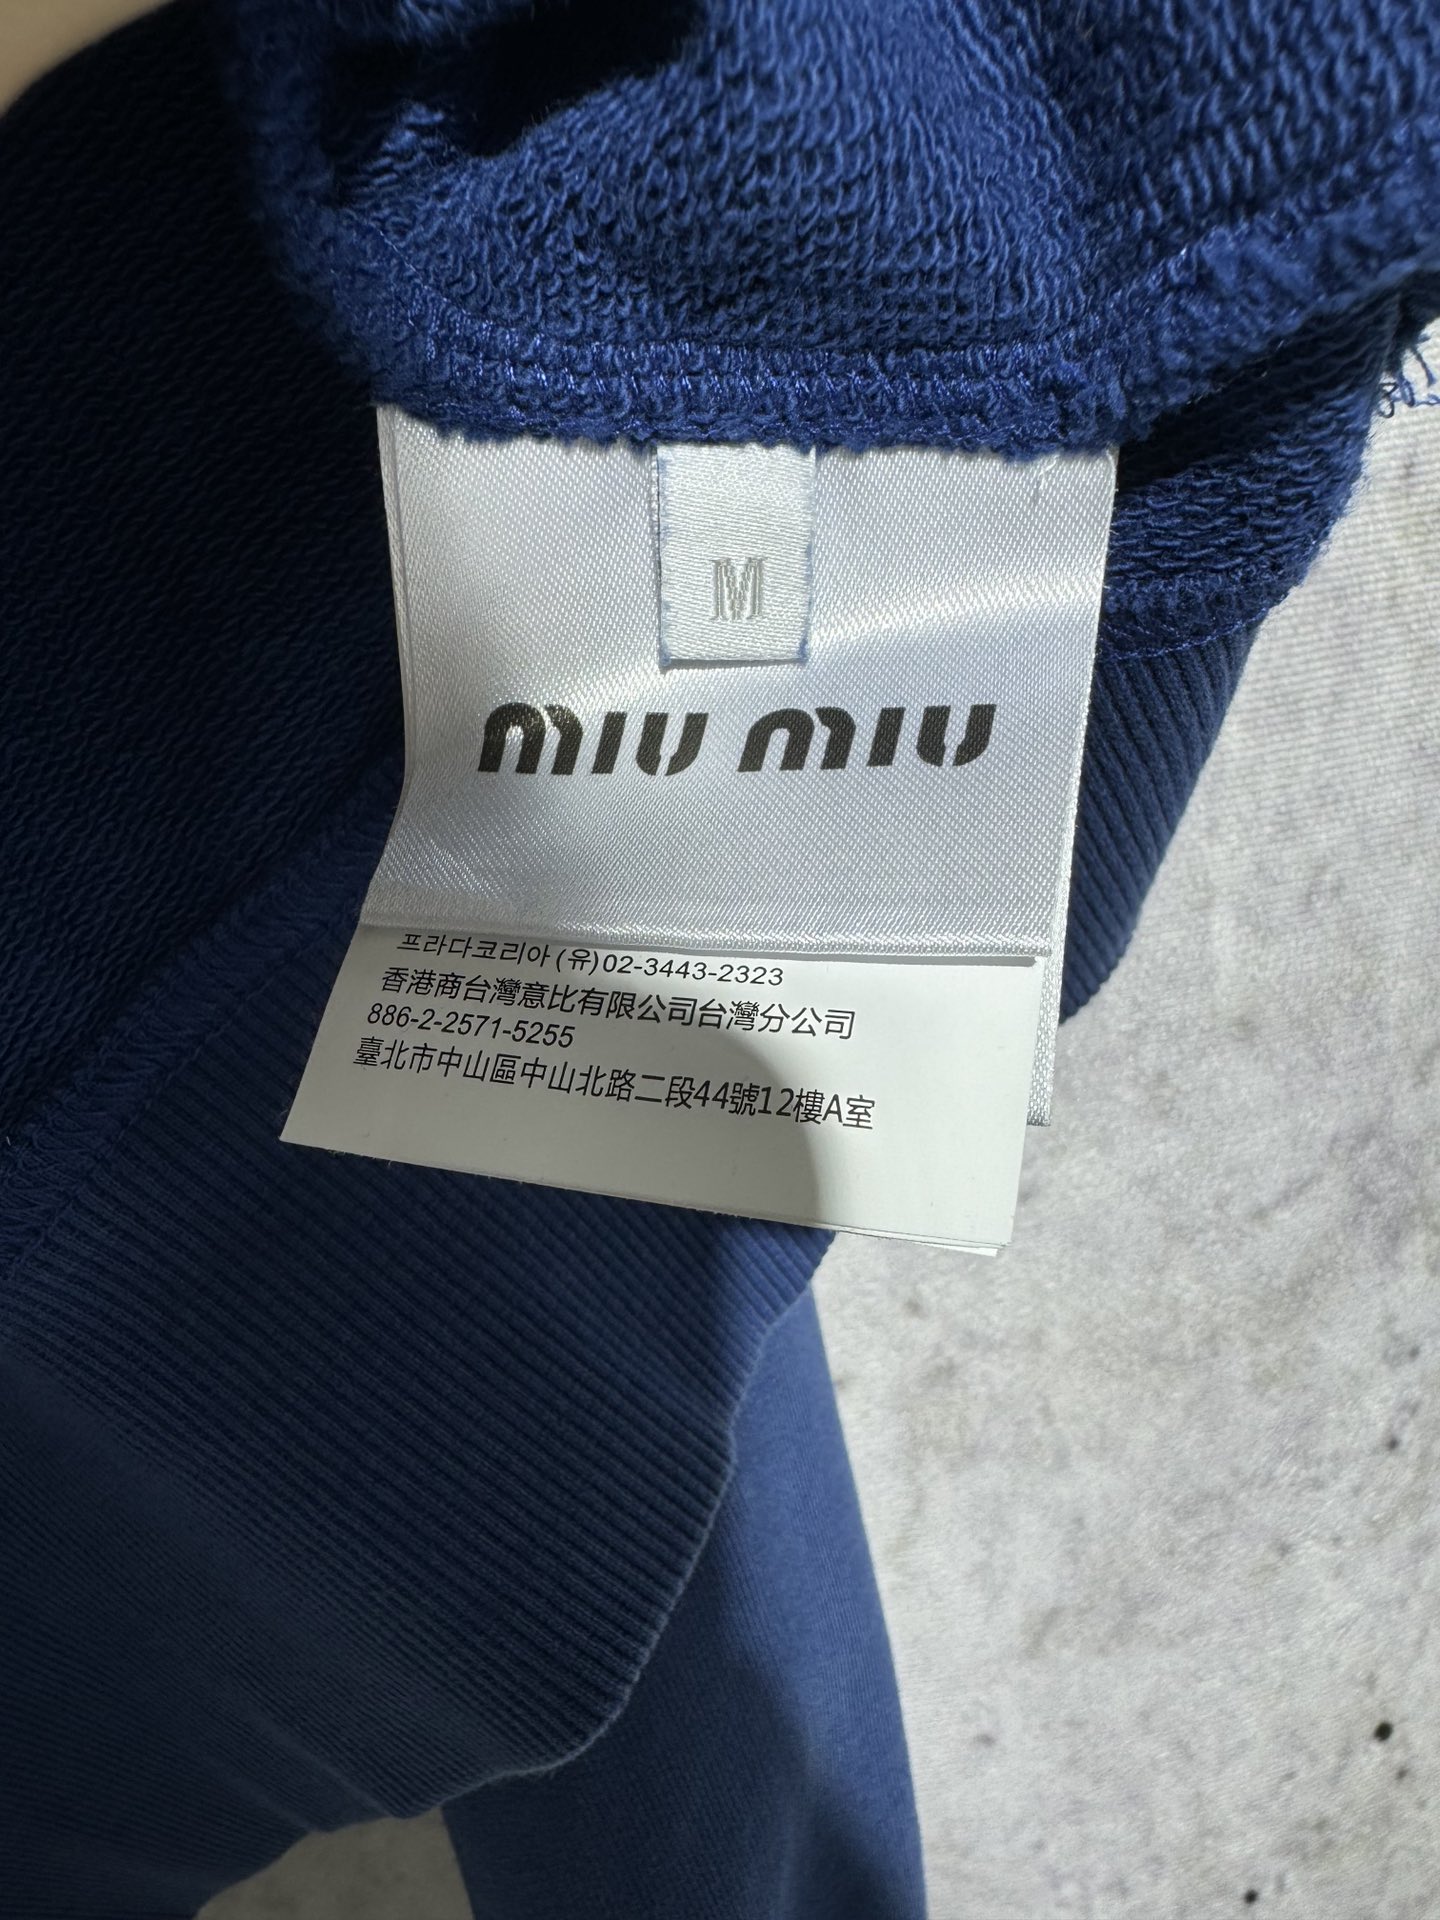 M
miu miu
프라다코리아 (유)02-3443-2323
香港商台灣意比有限公司台灣分公司
886-2-2571-5255
臺北市中山區中山北路二段44號12樓A室